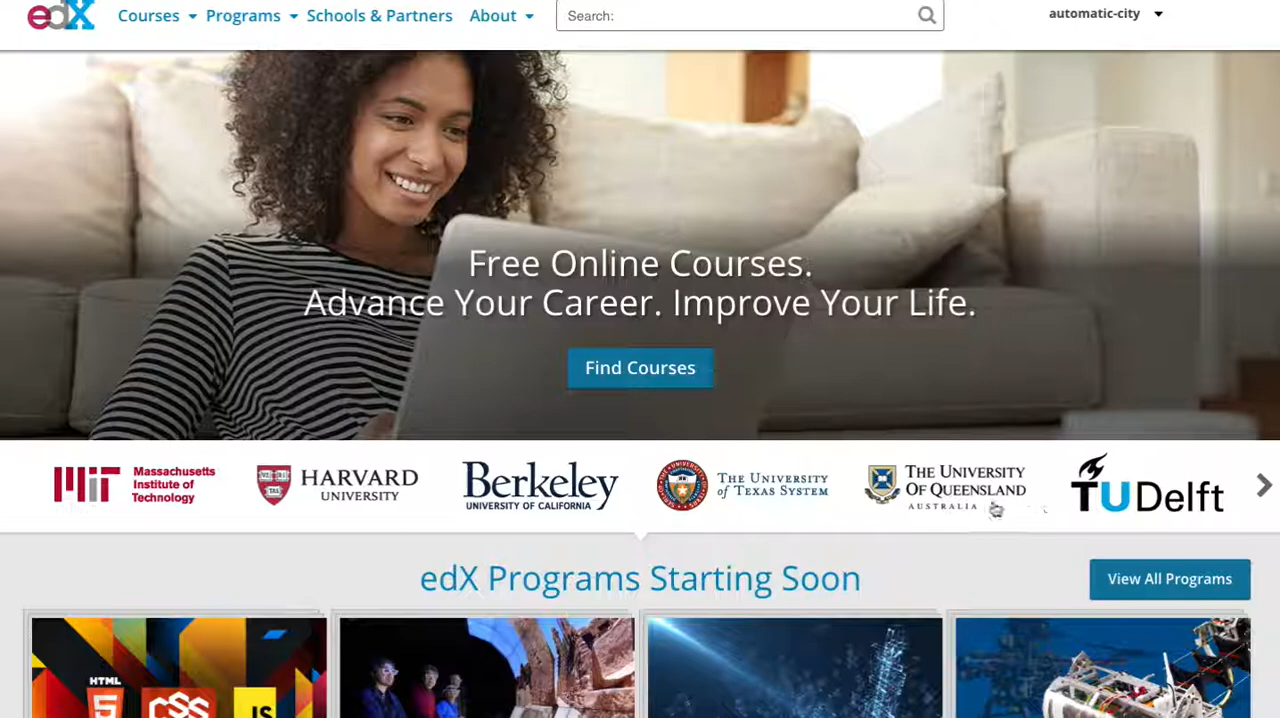 edX Courses Programs Schools & Partners About Search: automatic-city
Free Online Courses.
Advance Your Career. Improve Your Life.
Find Courses
MIT Massachusetts
Institute of
Technology
HARVARD
UNIVERSITY
Berkeley
UNIVERSITY OF CALIFORNIA
THE UNIVERSITY
of TEXAS SYSTEM
THE UNIVERSITY
OF QUEENSLAND
AUSTRALIA
TUDelft
edX Programs Starting Soon
View All Programs
HTML
5
CSS
JS